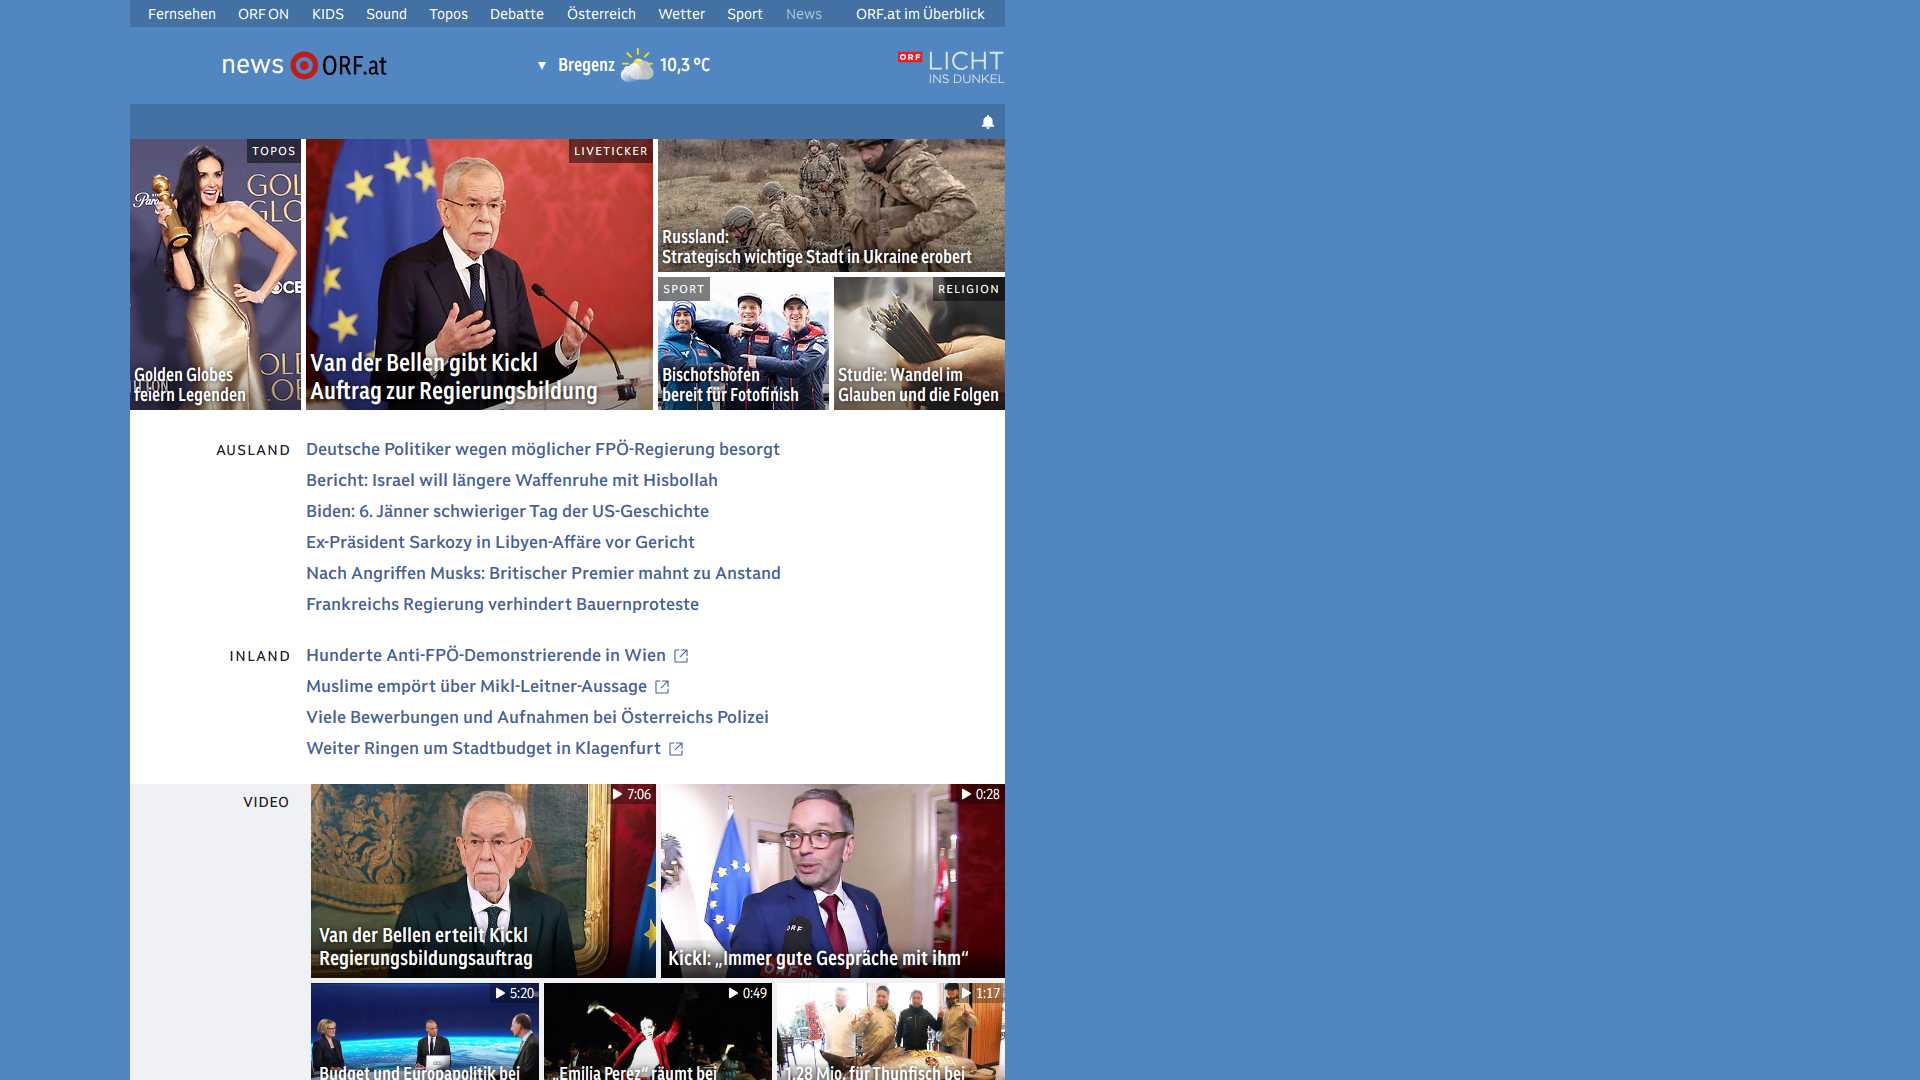 Fernsehen ORF ON KIDS Sound Topos Debatte Österreich Wetter Sport News ORF.at im Überblick
news ORF.at
Bregenz 10,3 °C
ORF LICHT
INS DUNKEL
TOPOS
Golden Globes
feiern Legenden
LIVETICKER
Van der Bellen gibt Kickl
Auftrag zur Regierungsbildung
Russland:
Strategisch wichtige Stadt in Ukraine erobert
SPORT
Bischofshofen
bereit für Fotofinish
RELIGION
Studie: Wandel im
Glauben und die Folgen
AUSLAND
Deutsche Politiker wegen möglicher FPÖ-Regierung besorgt
Bericht: Israel will längere Waffenruhe mit Hisbollah
Biden: 6. Jänner schwieriger Tag der US-Geschichte
Ex-Präsident Sarkozy in Libyen-Affäre vor Gericht
Nach Angriffen Musks: Britischer Premier mahnt zu Anstand
Frankreichs Regierung verhindert Bauernproteste
INLAND
Hunderte Anti-FPÖ-Demonstrierende in Wien
Muslime empört über Mikl-Leitner-Aussage
Viele Bewerbungen und Aufnahmen bei Österreichs Polizei
Weiter Ringen um Stadtbudget in Klagenfurt
VIDEO
7:06
Van der Bellen erteilt Kickl
Regierungsbildungsauftrag
0:28
Kickl: „Immer gute Gespräche mit ihm“
5:20
Budget und Europapolitik bei
0:49
„Emilia Perez“ räumt bei
1:17
1,28 Mio. für Thunfisch bei